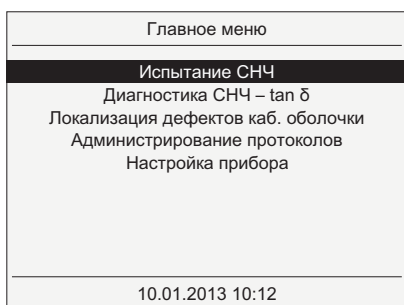 Главное меню
Испытание СНЧ
Диагностика СНЧ – tan δ
Локализация дефектов каб. оболочки
Администрирование протоколов
Настройка прибора
10.01.2013 10:12